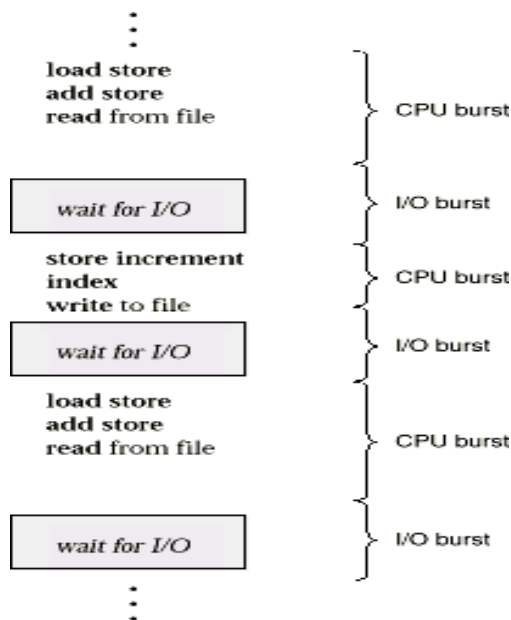 load store
add store
read from file
CPU burst
wait for I/O
I/O burst
store increment
index
write to file
CPU burst
wait for I/O
I/O burst
load store
add store
read from file
CPU burst
wait for I/O
I/O burst